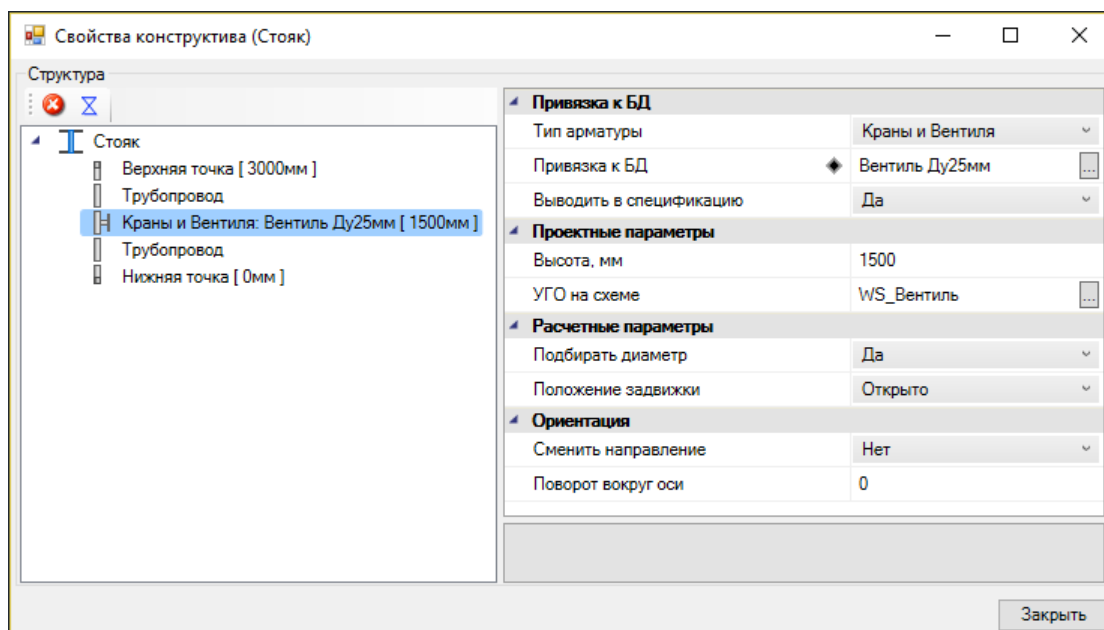 Свойства конструктива (Стояк)
Структура
Стояк
Верхняя точка [ 3000мм ]
Трубопровод
Краны и Вентиля: Вентиль Ду25мм [ 1500мм ]
Трубопровод
Нижняя точка [ 0мм ]
Привязка к БД
Тип арматуры Краны и Вентиля
Привязка к БД Вентиль Ду25мм ...
Выводить в спецификацию Да
Проектные параметры
Высота, мм 1500
УГО на схеме WS_Вентиль ...
Расчетные параметры
Подбирать диаметр Да
Положение задвижки Открыто
Ориентация
Сменить направление Нет
Поворот вокруг оси 0
Закрыть